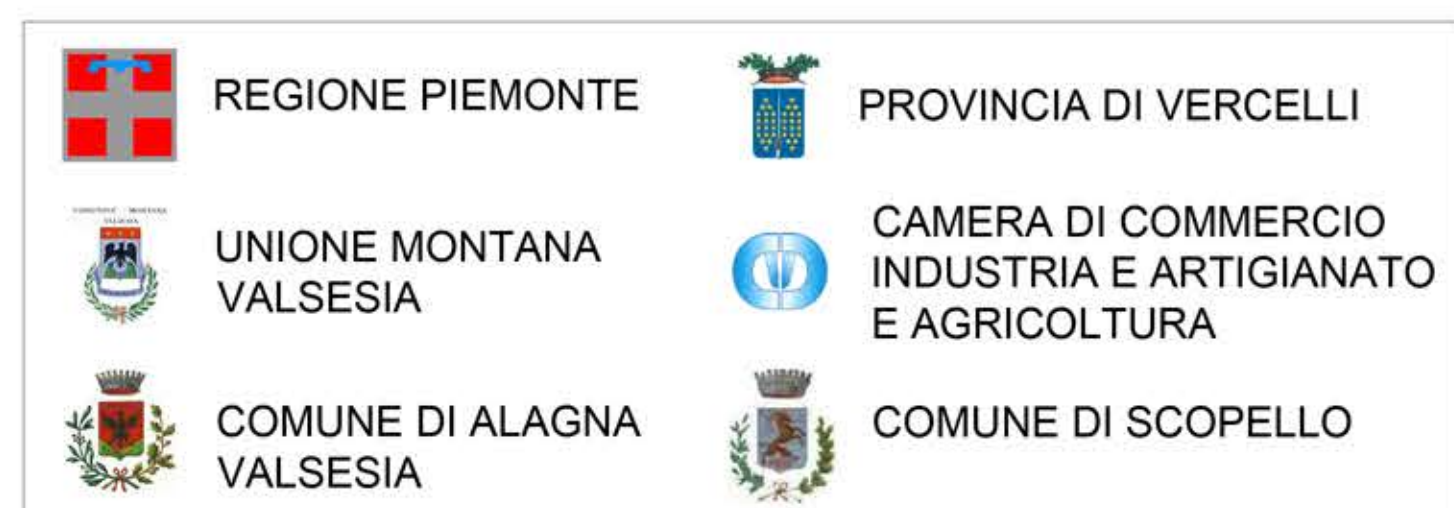 REGIONE PIEMONTE
PROVINCIA DI VERCELLI
UNIONE MONTANA
VALSESIA
CAMERA DI COMMERCIO
INDUSTRIA E ARTIGIANATO
E AGRICOLTURA
COMUNE DI ALAGNA
VALSESIA
COMUNE DI SCOPELLO